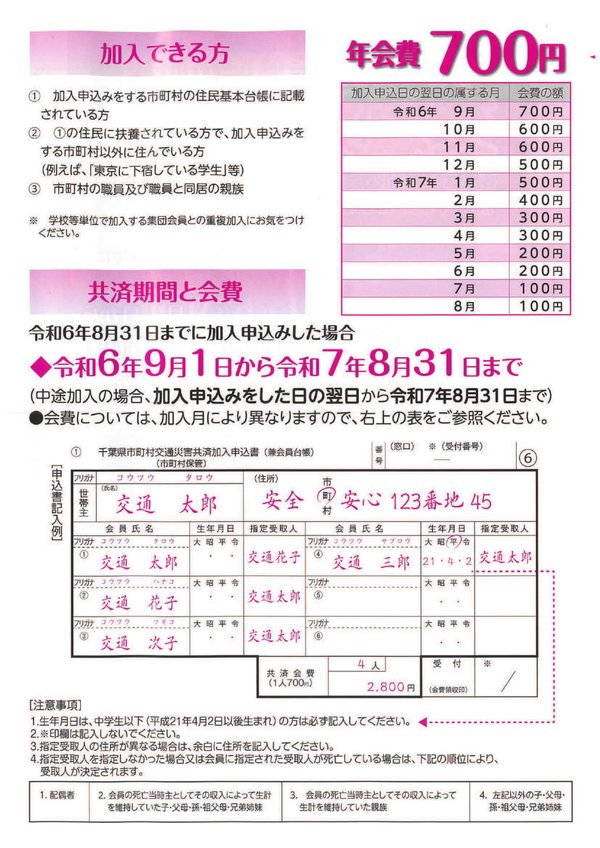 加入できる方
① 加入申込みをする市町村の住民基本台帳に記載
されている方
② ①の住民に扶養されている方で、加入申込みを
する市町村以外に住んでいる方
(例えば、「東京に下宿している学生」等)
③ 市町村の職員及び職員と同居の親族
※ 学校等単位で加入する集団会員との重複加入にお気をつけ
ください。
年会費 700円
加入申込日の翌日の属する月 会費の額
令和6年 9月 700円
10月 600円
11月 600円
12月 500円
令和7年 1月 500円
2月 400円
3月 300円
4月 300円
5月 200円
6月 200円
7月 100円
8月 100円
共済期間と会費
令和6年8月31日までに加入申込みした場合
◆令和6年9月1日から令和7年8月31日まで
(中途加入の場合、加入申込みをした日の翌日から令和7年8月31日まで)
●会費については、加入月により異なりますので、右上の表をご参照ください。
[申込書記入例]
① 千葉県市町村交通災害共済加入申込書(兼会員台帳)
(市町村保管)
番号 (窓口) ※(受付番号)
―
⑥
フリガナ コウツウ タロウ
世帯主 (氏名) 交通 太郎
(住所) 安全 市町村 安心 123番地 45
会員氏名 生年月日 指定受取人 会員氏名 生年月日 指定受取人
フリガナ コウツウ タロウ 大 昭 平 令 フリガナ コウツウ サブロウ 大 昭 平 令
① 交通 太郎 ・ ・ 交通花子 ④ 交通 三郎 21・4・2 交通太郎
フリガナ コウツウ ハナコ 大 昭 平 令 フリガナ 大 昭 平 令
② 交通 花子 ・ ・ 交通太郎 ⑤ ・ ・
フリガナ コウツウ ツギコ 大 昭 平 令 フリガナ 大 昭 平 令
③ 交通 次子 ・ ・ 交通太郎 ⑥ ・ ・
共済会費
(1人700円)
4人
2,800円
受付
(会費領収印)
※
[注意事項]
1.生年月日は、中学生以下(平成21年4月2日以後生まれ)の方は必ず記入してください。
2.※印欄は記入しないでください。
3.指定受取人の住所が異なる場合は、余白に住所を記入してください。
4.指定受取人を指定しなかった場合又は会員に指定された受取人が死亡している場合は、下記の順位により、
受取人が決定されます。
1. 配偶者
2. 会員の死亡当時主としてその収入によって生計
を維持していた子・父母・孫・祖父母・兄弟姉妹
3. 会員の死亡当時主としてその収入によって
生計を維持していた親族
4. 左記以外の子・父母・
孫・祖父母・兄弟姉妹